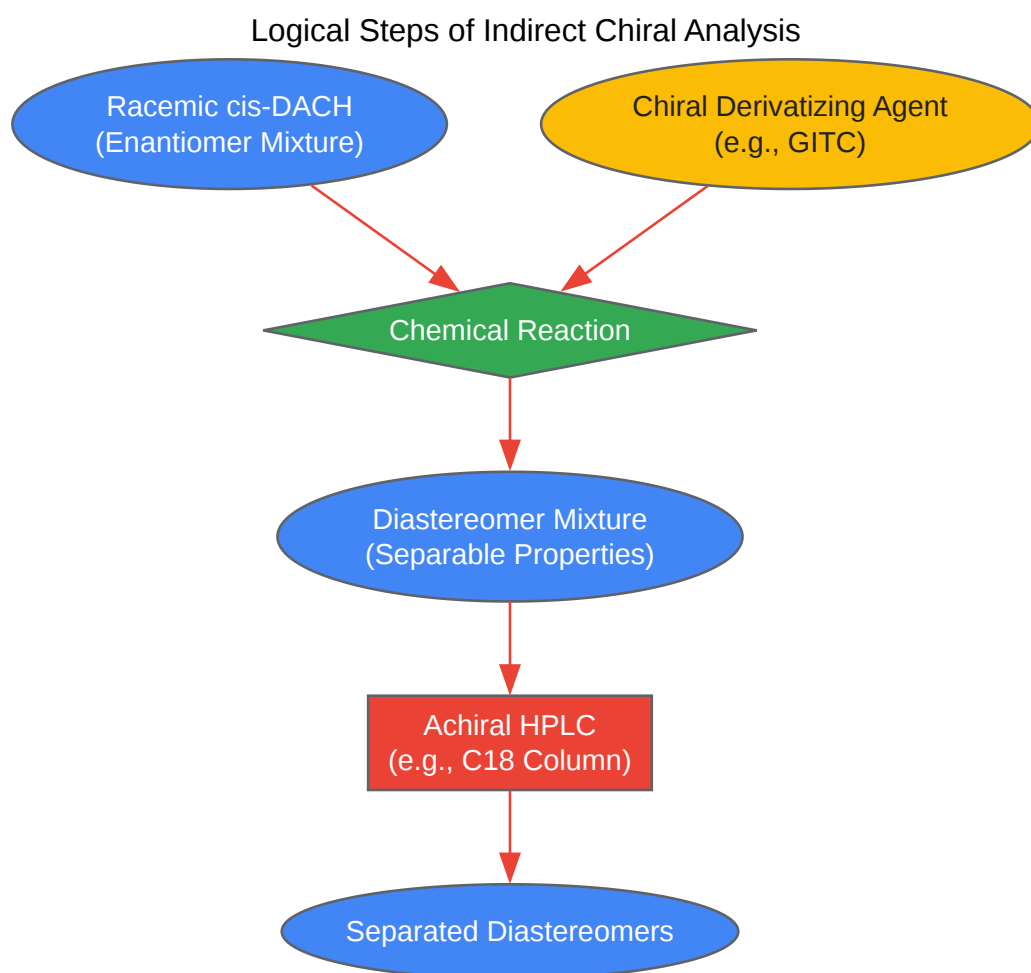 Logical Steps of Indirect Chiral Analysis
Racemic cis-DACH
(Enantiomer Mixture)
Chiral Derivatizing Agent
(e.g., GITC)
Chemical Reaction
Diastereomer Mixture
(Separable Properties)
Achiral HPLC
(e.g., C18 Column)
Separated Diastereomers